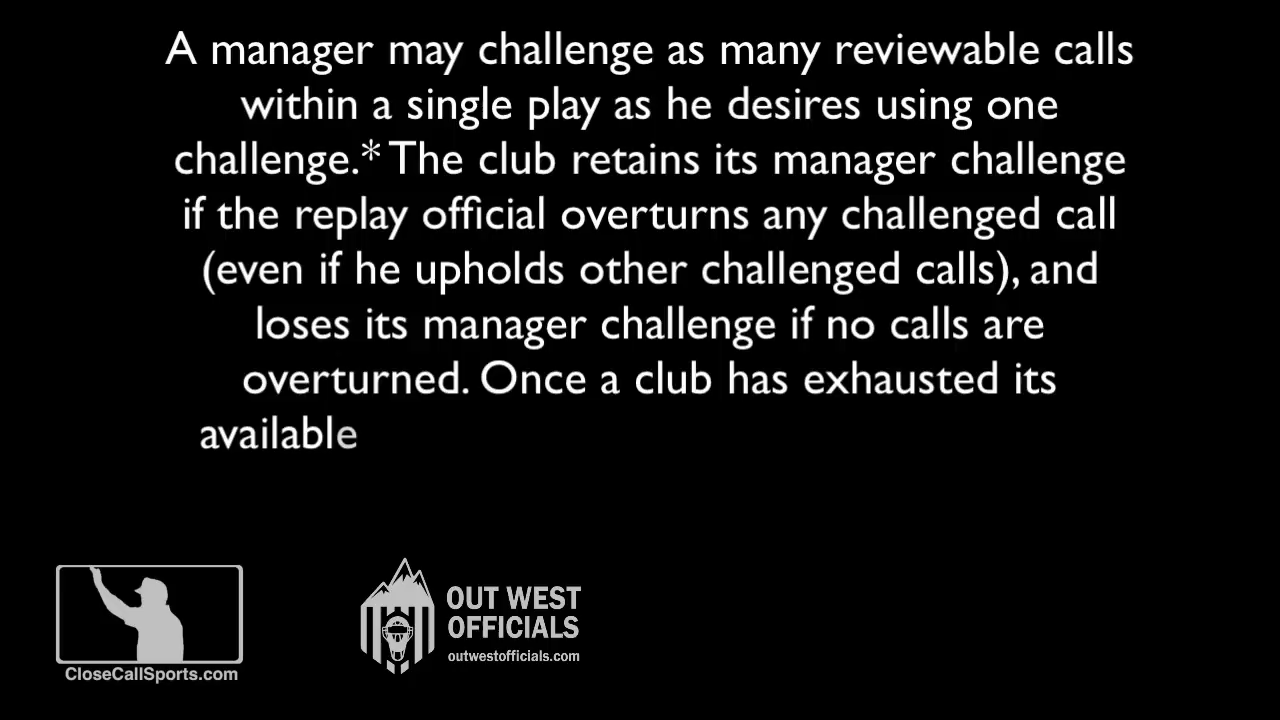 A manager may challenge as many reviewable calls
within a single play as he desires using one
challenge.* The club retains its manager challenge
if the replay official overturns any challenged call
(even if he upholds other challenged calls), and
loses its manager challenge if no calls are
overturned. Once a club has exhausted its
available
CloseCallSports.com
OUT WEST
OFFICIALS
outwestofficials.com